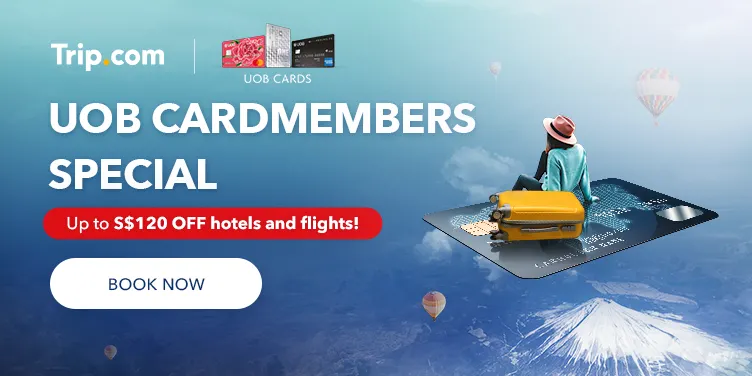 Trip.com
UOB CARDS
UOB CARDMEMBERS
SPECIAL
Up to S$120 OFF hotels and flights!
BOOK NOW